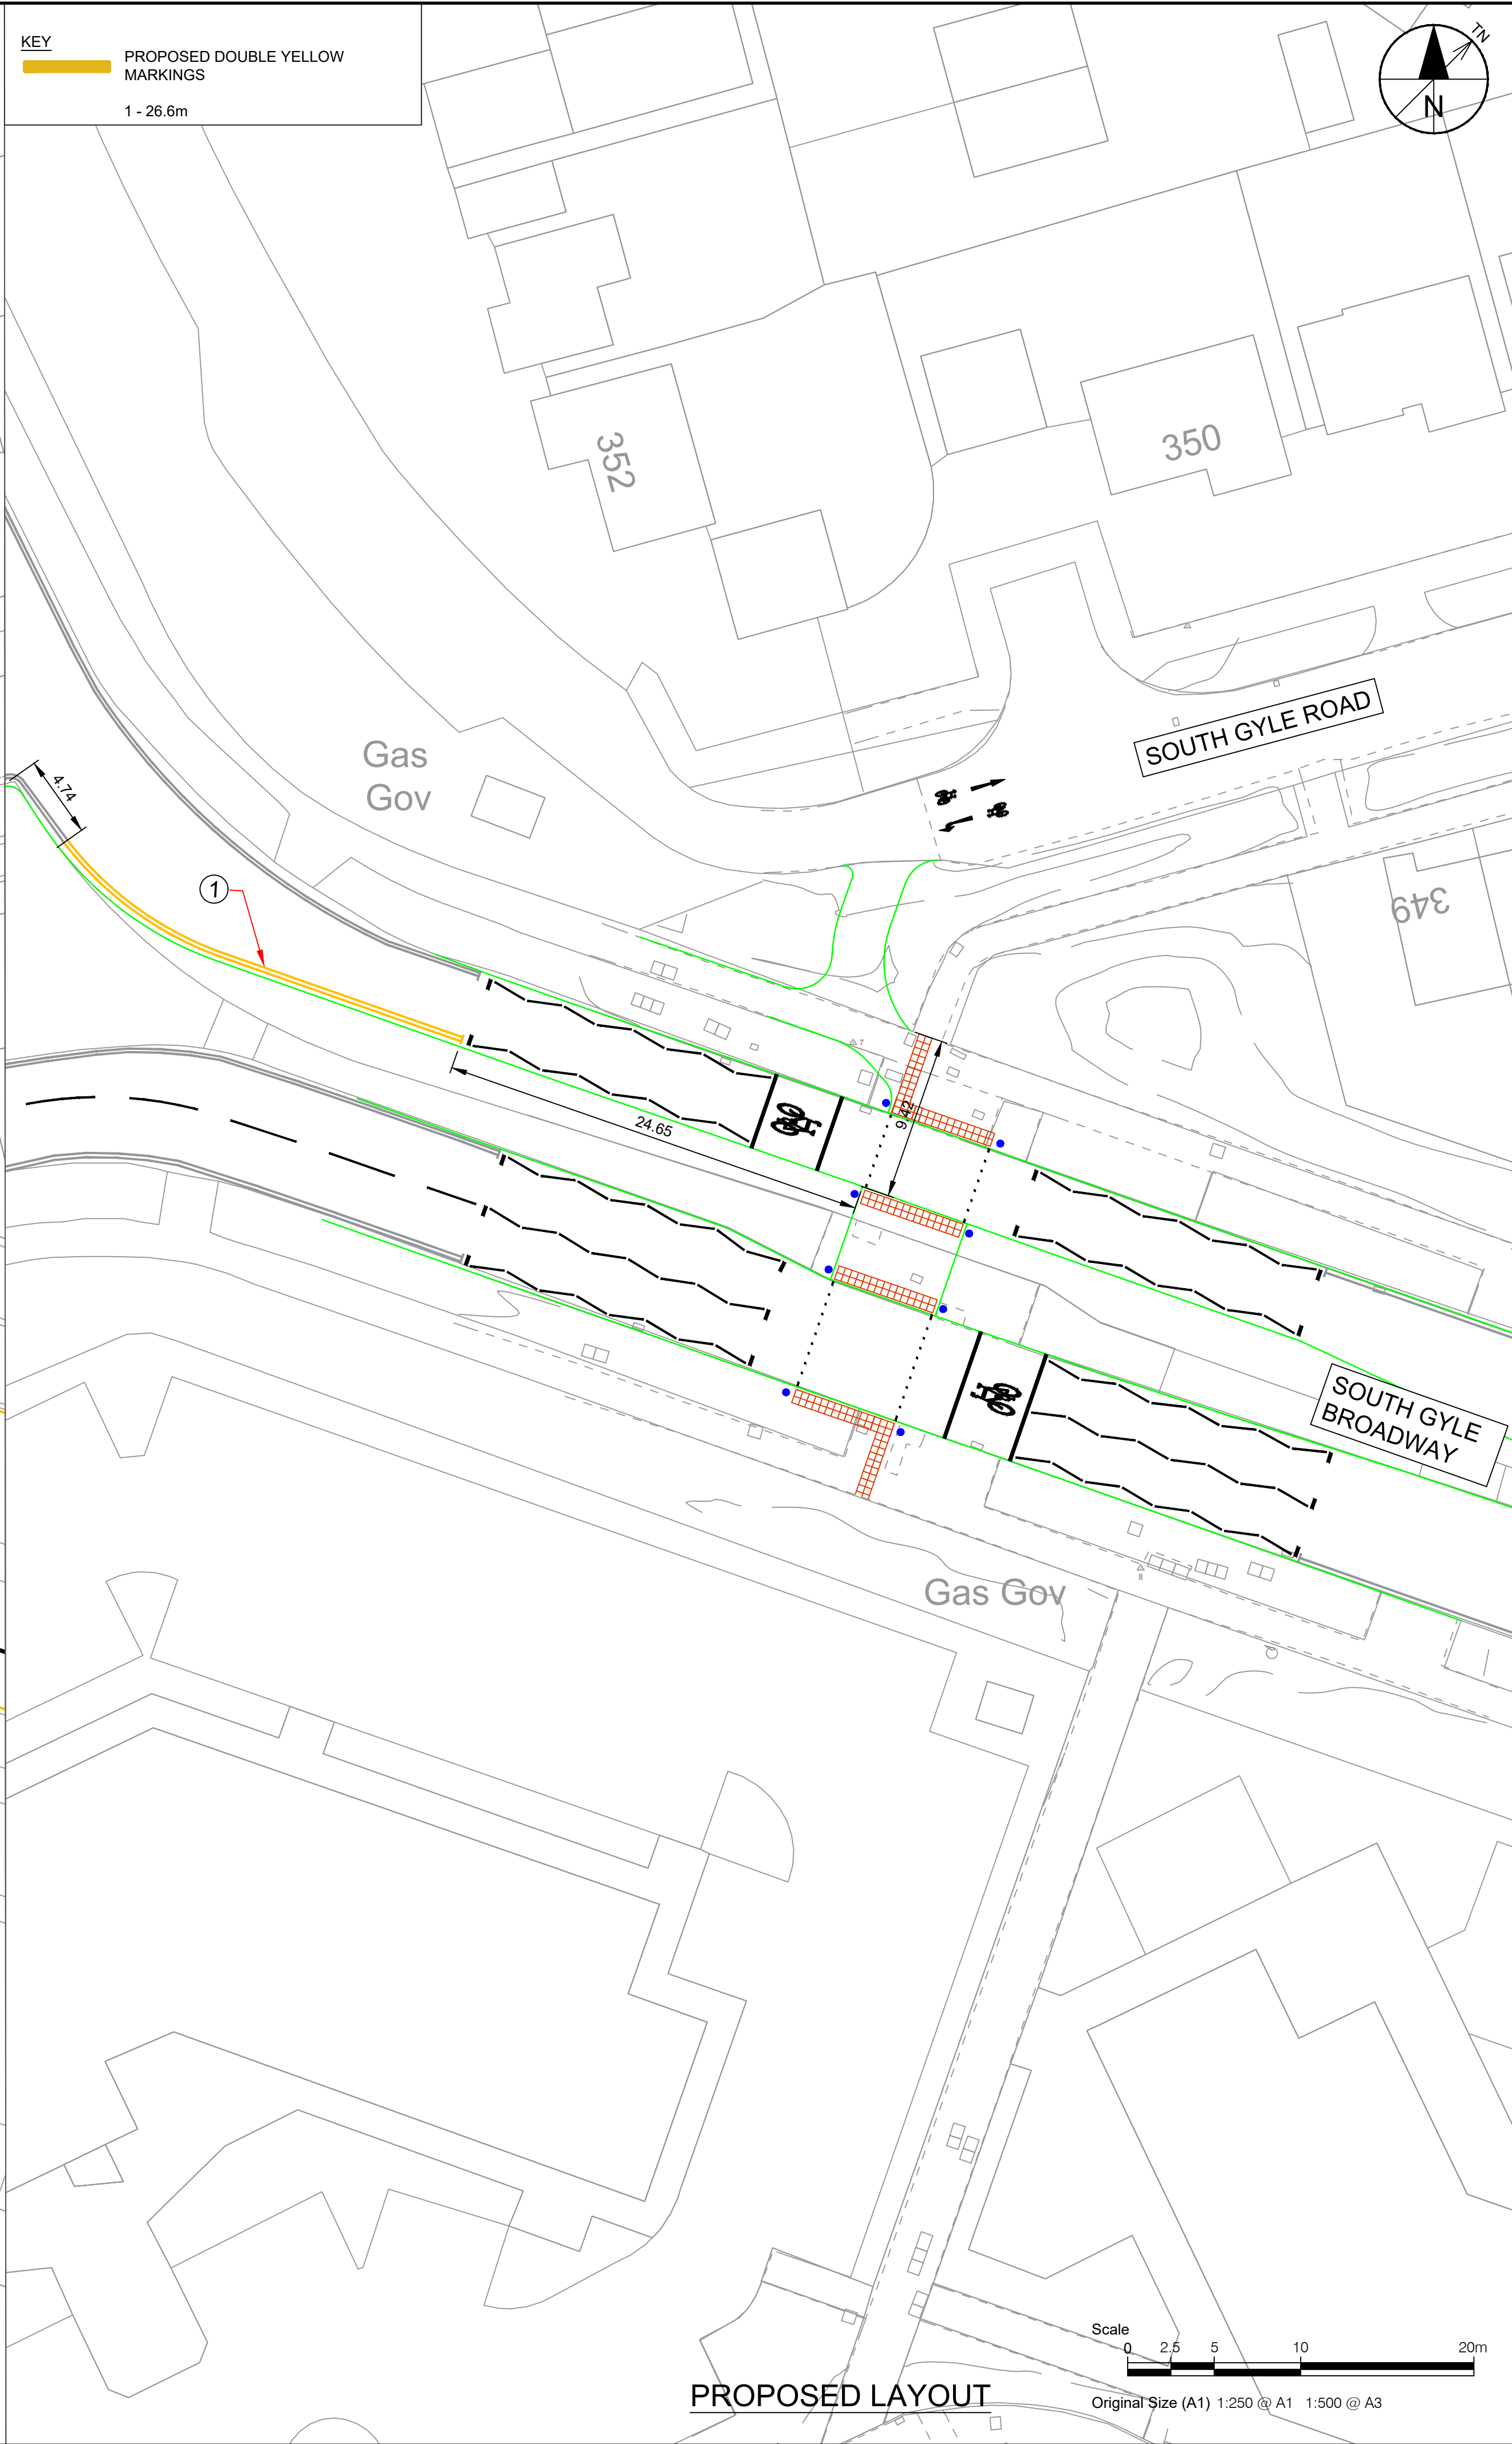 KEY
PROPOSED DOUBLE YELLOW
MARKINGS
1 - 26.6m
TN
N
352
350
SOUTH GYLE ROAD
Gas
Gov
4.74
1
349
7
9.42
24.65
SOUTH GYLE
BROADWAY
8
Gas Gov
Scale
0 2.5 5 10 20m
PROPOSED LAYOUT
Original Size (A1) 1:250 @ A1 1:500 @ A3